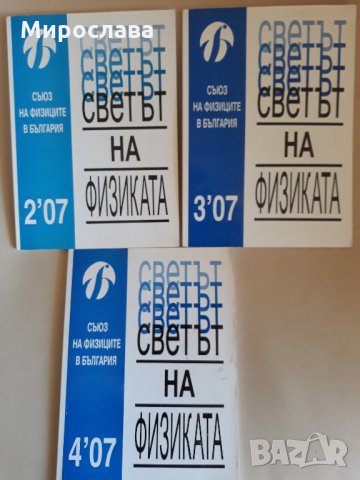 Мирослава
СЪЮЗ
НА ФИЗИЦИТЕ
В БЪЛГАРИЯ
2'07
светът
светът
светът
светът
НА
ФИЗИКАТА
СЪЮЗ
НА ФИЗИЦИТЕ
В БЪЛГАРИЯ
3'07
светът
светът
светът
светът
НА
ФИЗИКАТА
СЪЮЗ
НА ФИЗИЦИТЕ
В БЪЛГАРИЯ
4'07
светът
светът
светът
светът
НА
ФИЗИКАТА
bazar